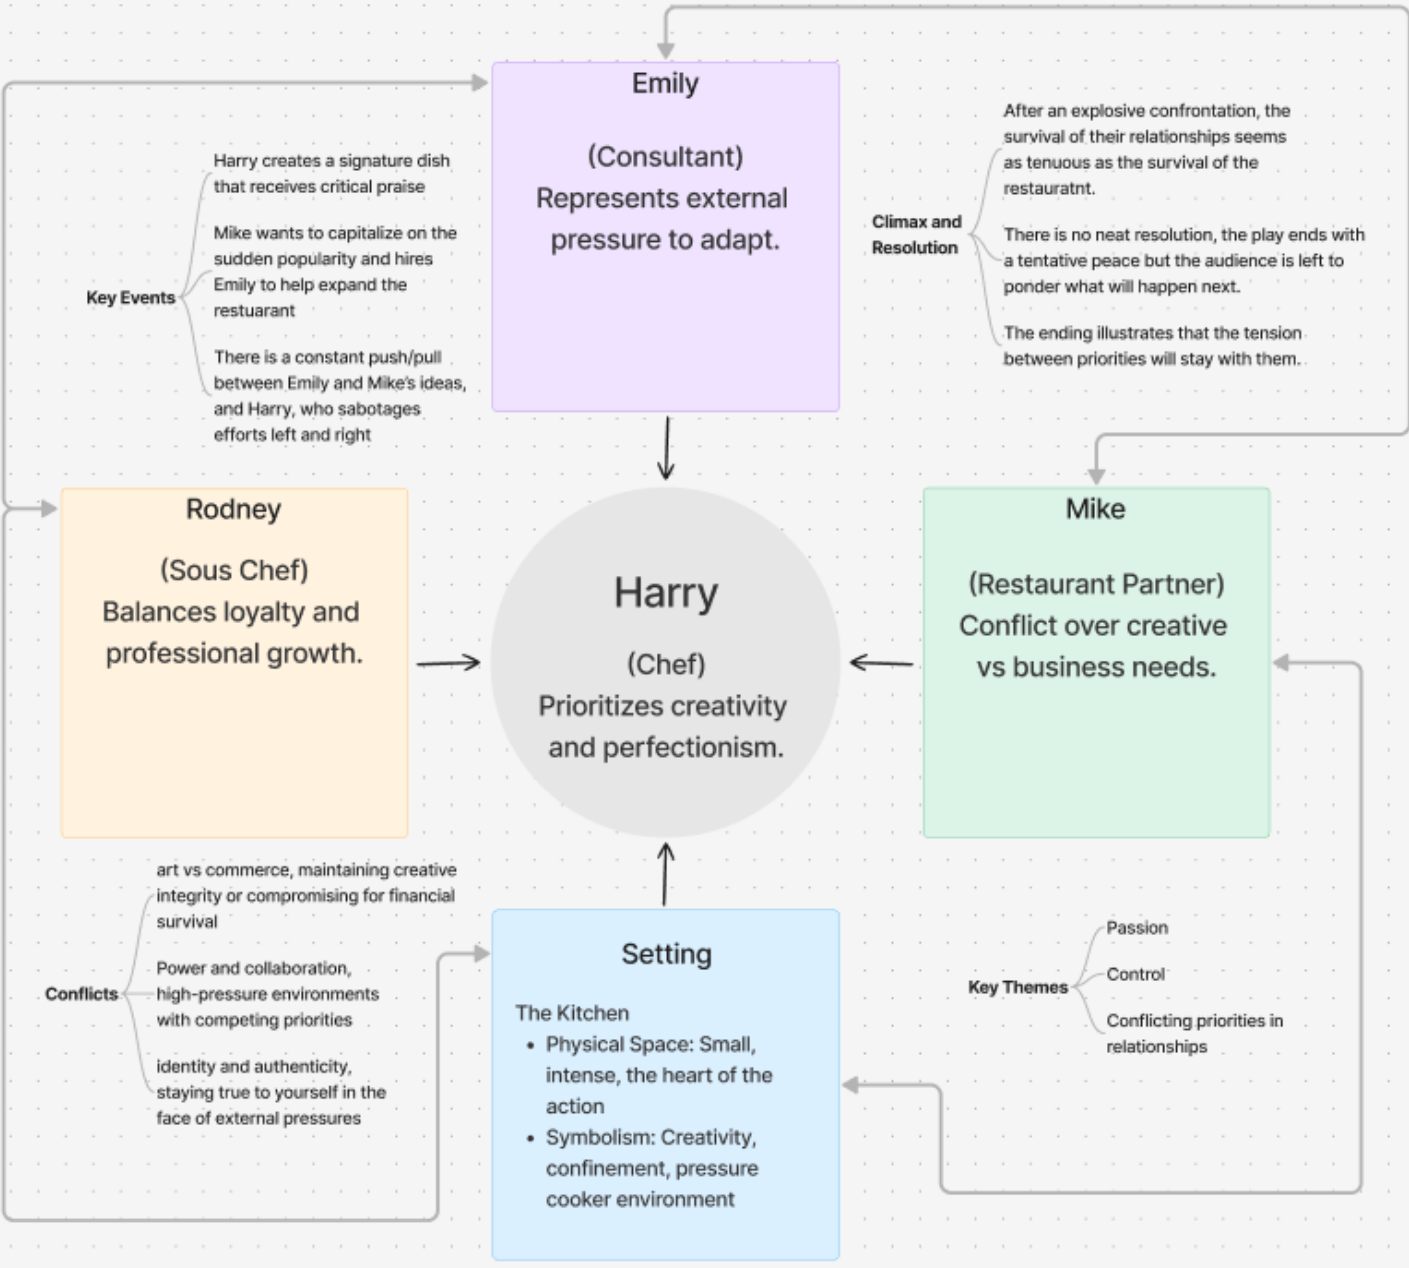 Emily
(Consultant)
Represents external
pressure to adapt.
Key Events
Harry creates a signature dish
that receives critical praise
Mike wants to capitalize on the
sudden popularity and hires
Emily to help expand the
restuarant
There is a constant push/pull
between Emily and Mike's ideas,
and Harry, who sabotages
efforts left and right
Climax and
Resolution
After an explosive confrontation, the
survival of their relationships seems
as tenuous as the survival of the
restauratnt.
There is no neat resolution, the play ends with
a tentative peace but the audience is left to
ponder what will happen next.
The ending illustrates that the tension
between priorities will stay with them.
Rodney
(Sous Chef)
Balances loyalty and
professional growth.
Harry
(Chef)
Prioritizes creativity
and perfectionism.
Mike
(Restaurant Partner)
Conflict over creative
vs business needs.
Conflicts
art vs commerce, maintaining creative
integrity or compromising for financial
survival
Power and collaboration,
high-pressure environments
with competing priorities
identity and authenticity,
staying true to yourself in the
face of external pressures
Setting
The Kitchen
• Physical Space: Small,
intense, the heart of the
action
• Symbolism: Creativity,
confinement, pressure
cooker environment
Key Themes
Passion
Control
Conflicting priorities in
relationships